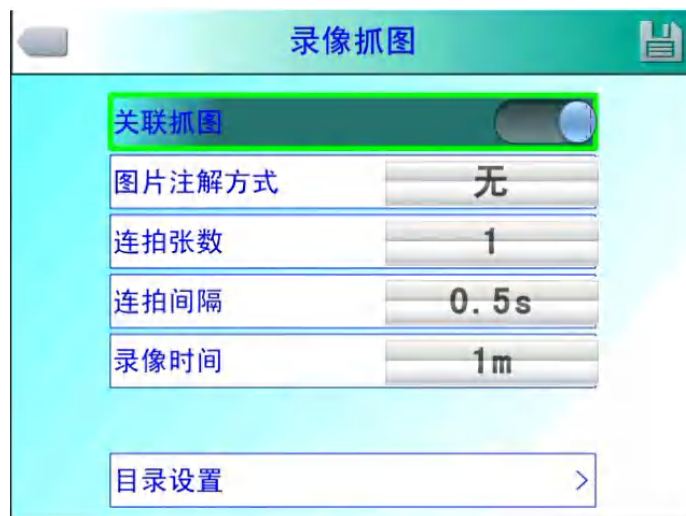 录像抓图
关联抓图
图片注解方式 无
连拍张数 1
连拍间隔 0.5s
录像时间 1m
目录设置 >